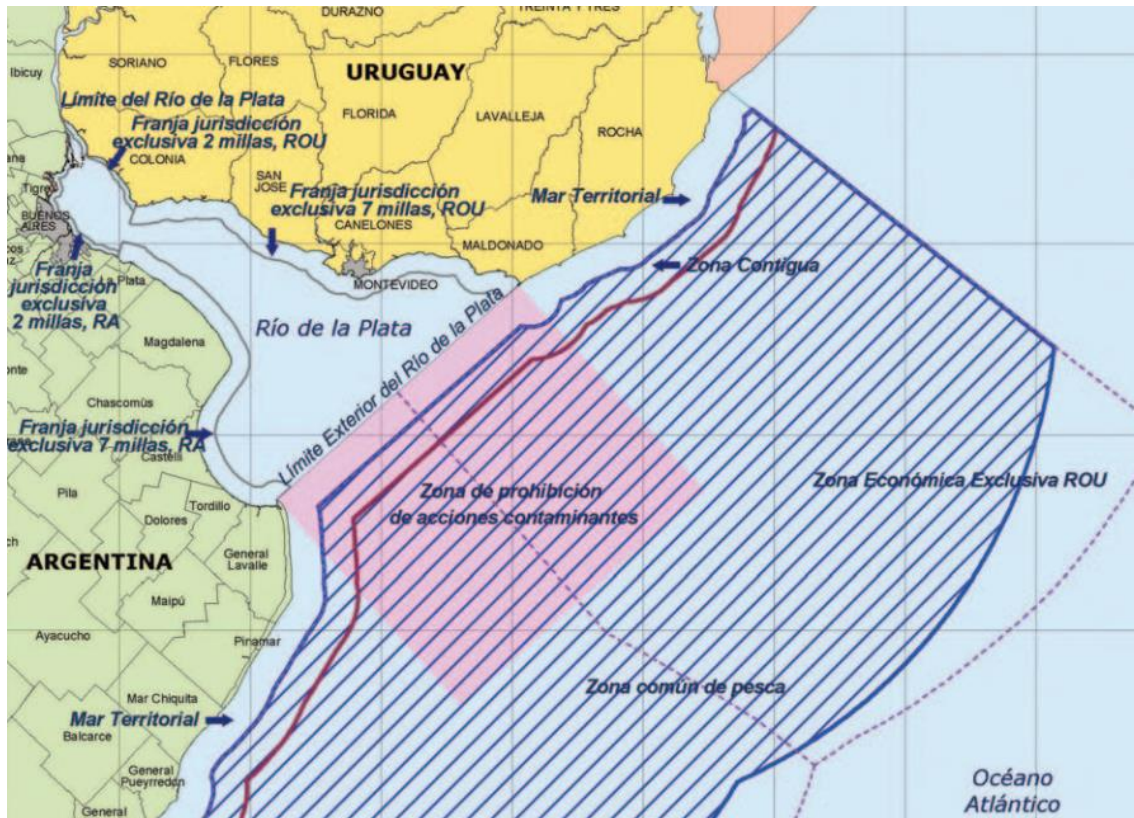 DURAZNO
TREINTA Y TRES
SORIANO
FLORES
URUGUAY
Ibicuy
Límite del Río de la Plata
Franja jurisdicción
exclusiva 2 millas, ROU
FLORIDA
LAVALLEJA
ROCHA
COLONIA
SAN
JOSE
Franja jurisdicción
exclusiva 7 millas, ROU
Mar Territorial
Tigre
BUENOS
AIRES
CANELONES
MALDONADO
Zona Contigua
MONTEVIDEO
La Plata
Franja
jurisdicción
exclusiva
2 millas, RA
Río de la Plata
Límite Exterior del Río de la Plata
Magdalena
Chascomùs
Franja jurisdicción
exclusiva 7 millas, RA
Castelli
Pila
Tordillo
Dolores
Zona de prohibición
de acciones contaminantes
Zona Económica Exclusiva ROU
ARGENTINA
General
Lavalle
Maipú
Ayacucho
Pinamar
Zona común de pesca
Mar Chiquita
Mar Territorial
Balcarce
General
Pueyrredón
General
Océano
Atlántico